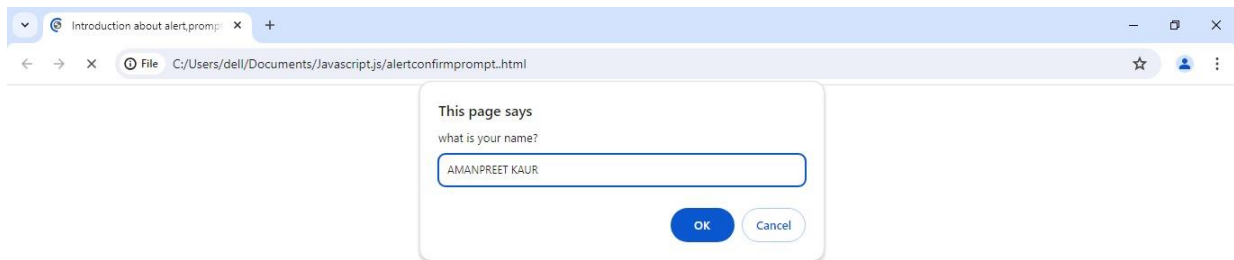 Introduction about alert,promp
File C:/Users/dell/Documents/Javascript.js/alertconfirmprompt..html
This page says
what is your name?
AMANPREET KAUR
OK Cancel